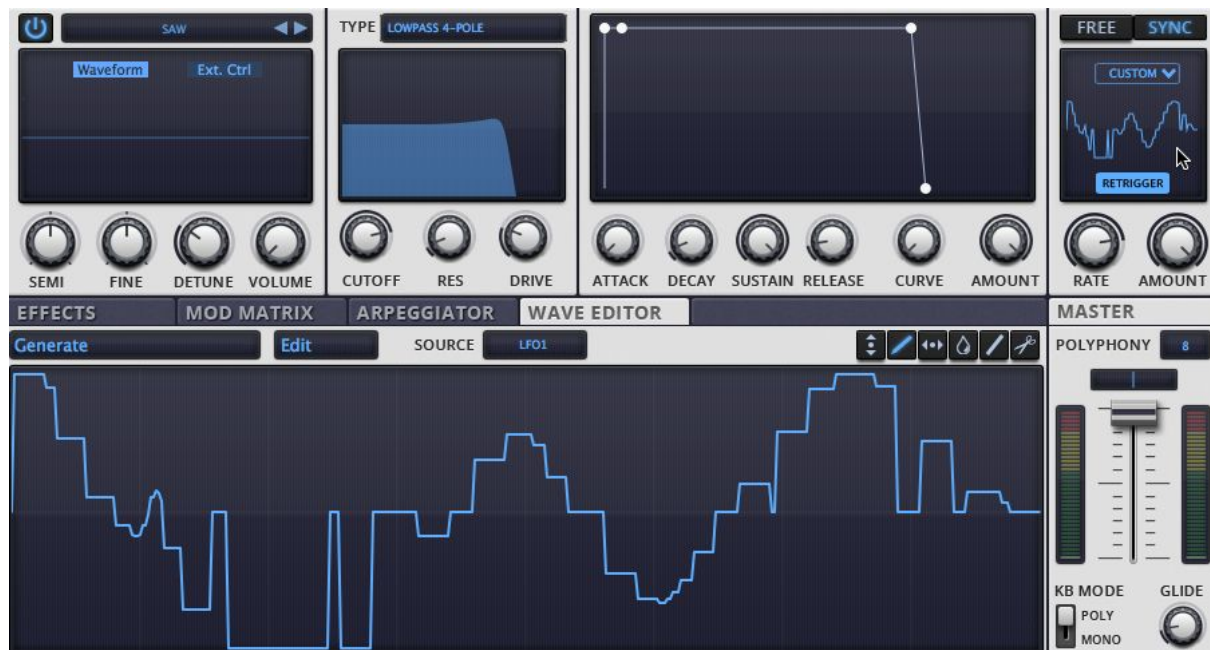 SAW
TYPE LOWPASS 4-POLE
FREE SYNC
Waveform Ext. Ctrl
CUSTOM
RETRIGGER
SEMI FINE DETUNE VOLUME
CUTOFF RES DRIVE
ATTACK DECAY SUSTAIN RELEASE CURVE AMOUNT
RATE AMOUNT
EFFECTS MOD MATRIX ARPEGGIATOR WAVE EDITOR
MASTER
Generate Edit SOURCE LFO1
POLYPHONY 8
KB MODE GLIDE
POLY
MONO